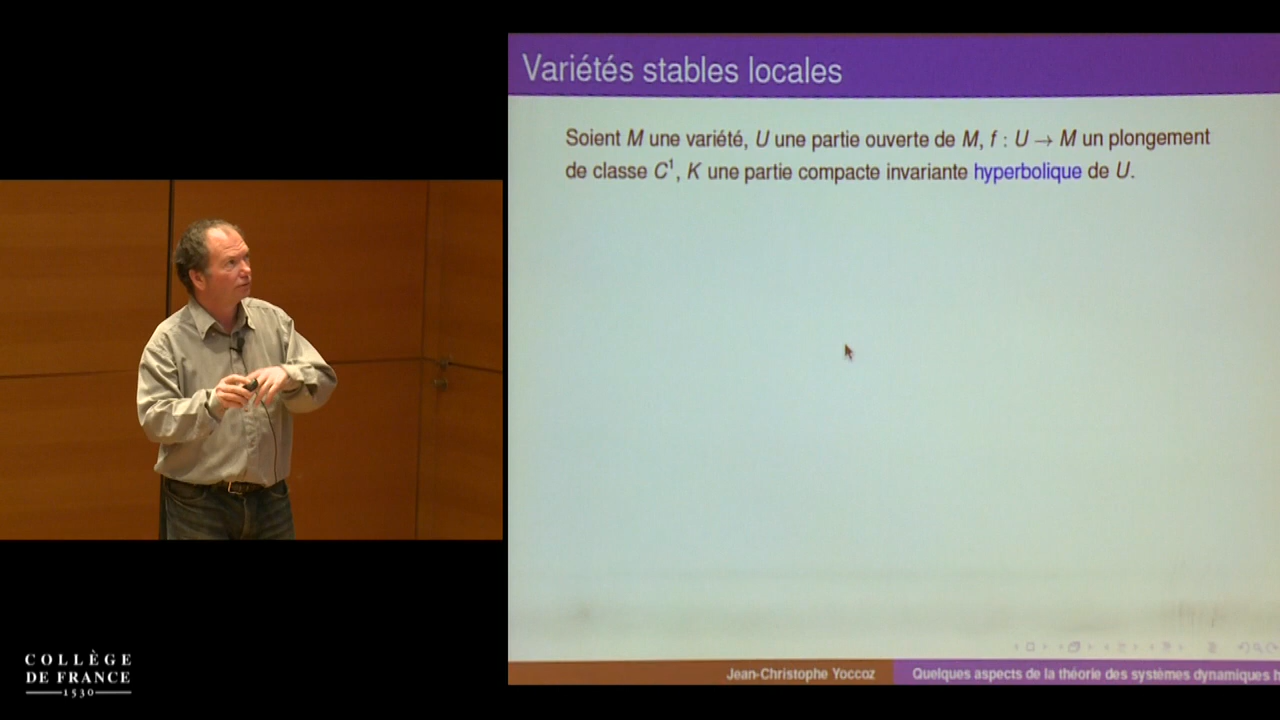 Variétés stables locales
Soient M une variété, U une partie ouverte de M, f : U → M un plongement
de classe C¹, K une partie compacte invariante hyperbolique de U.
COLLÈGE
DE FRANCE
1530
Jean-Christophe Yoccoz
Quelques aspects de la théorie des systèmes dynamiques h